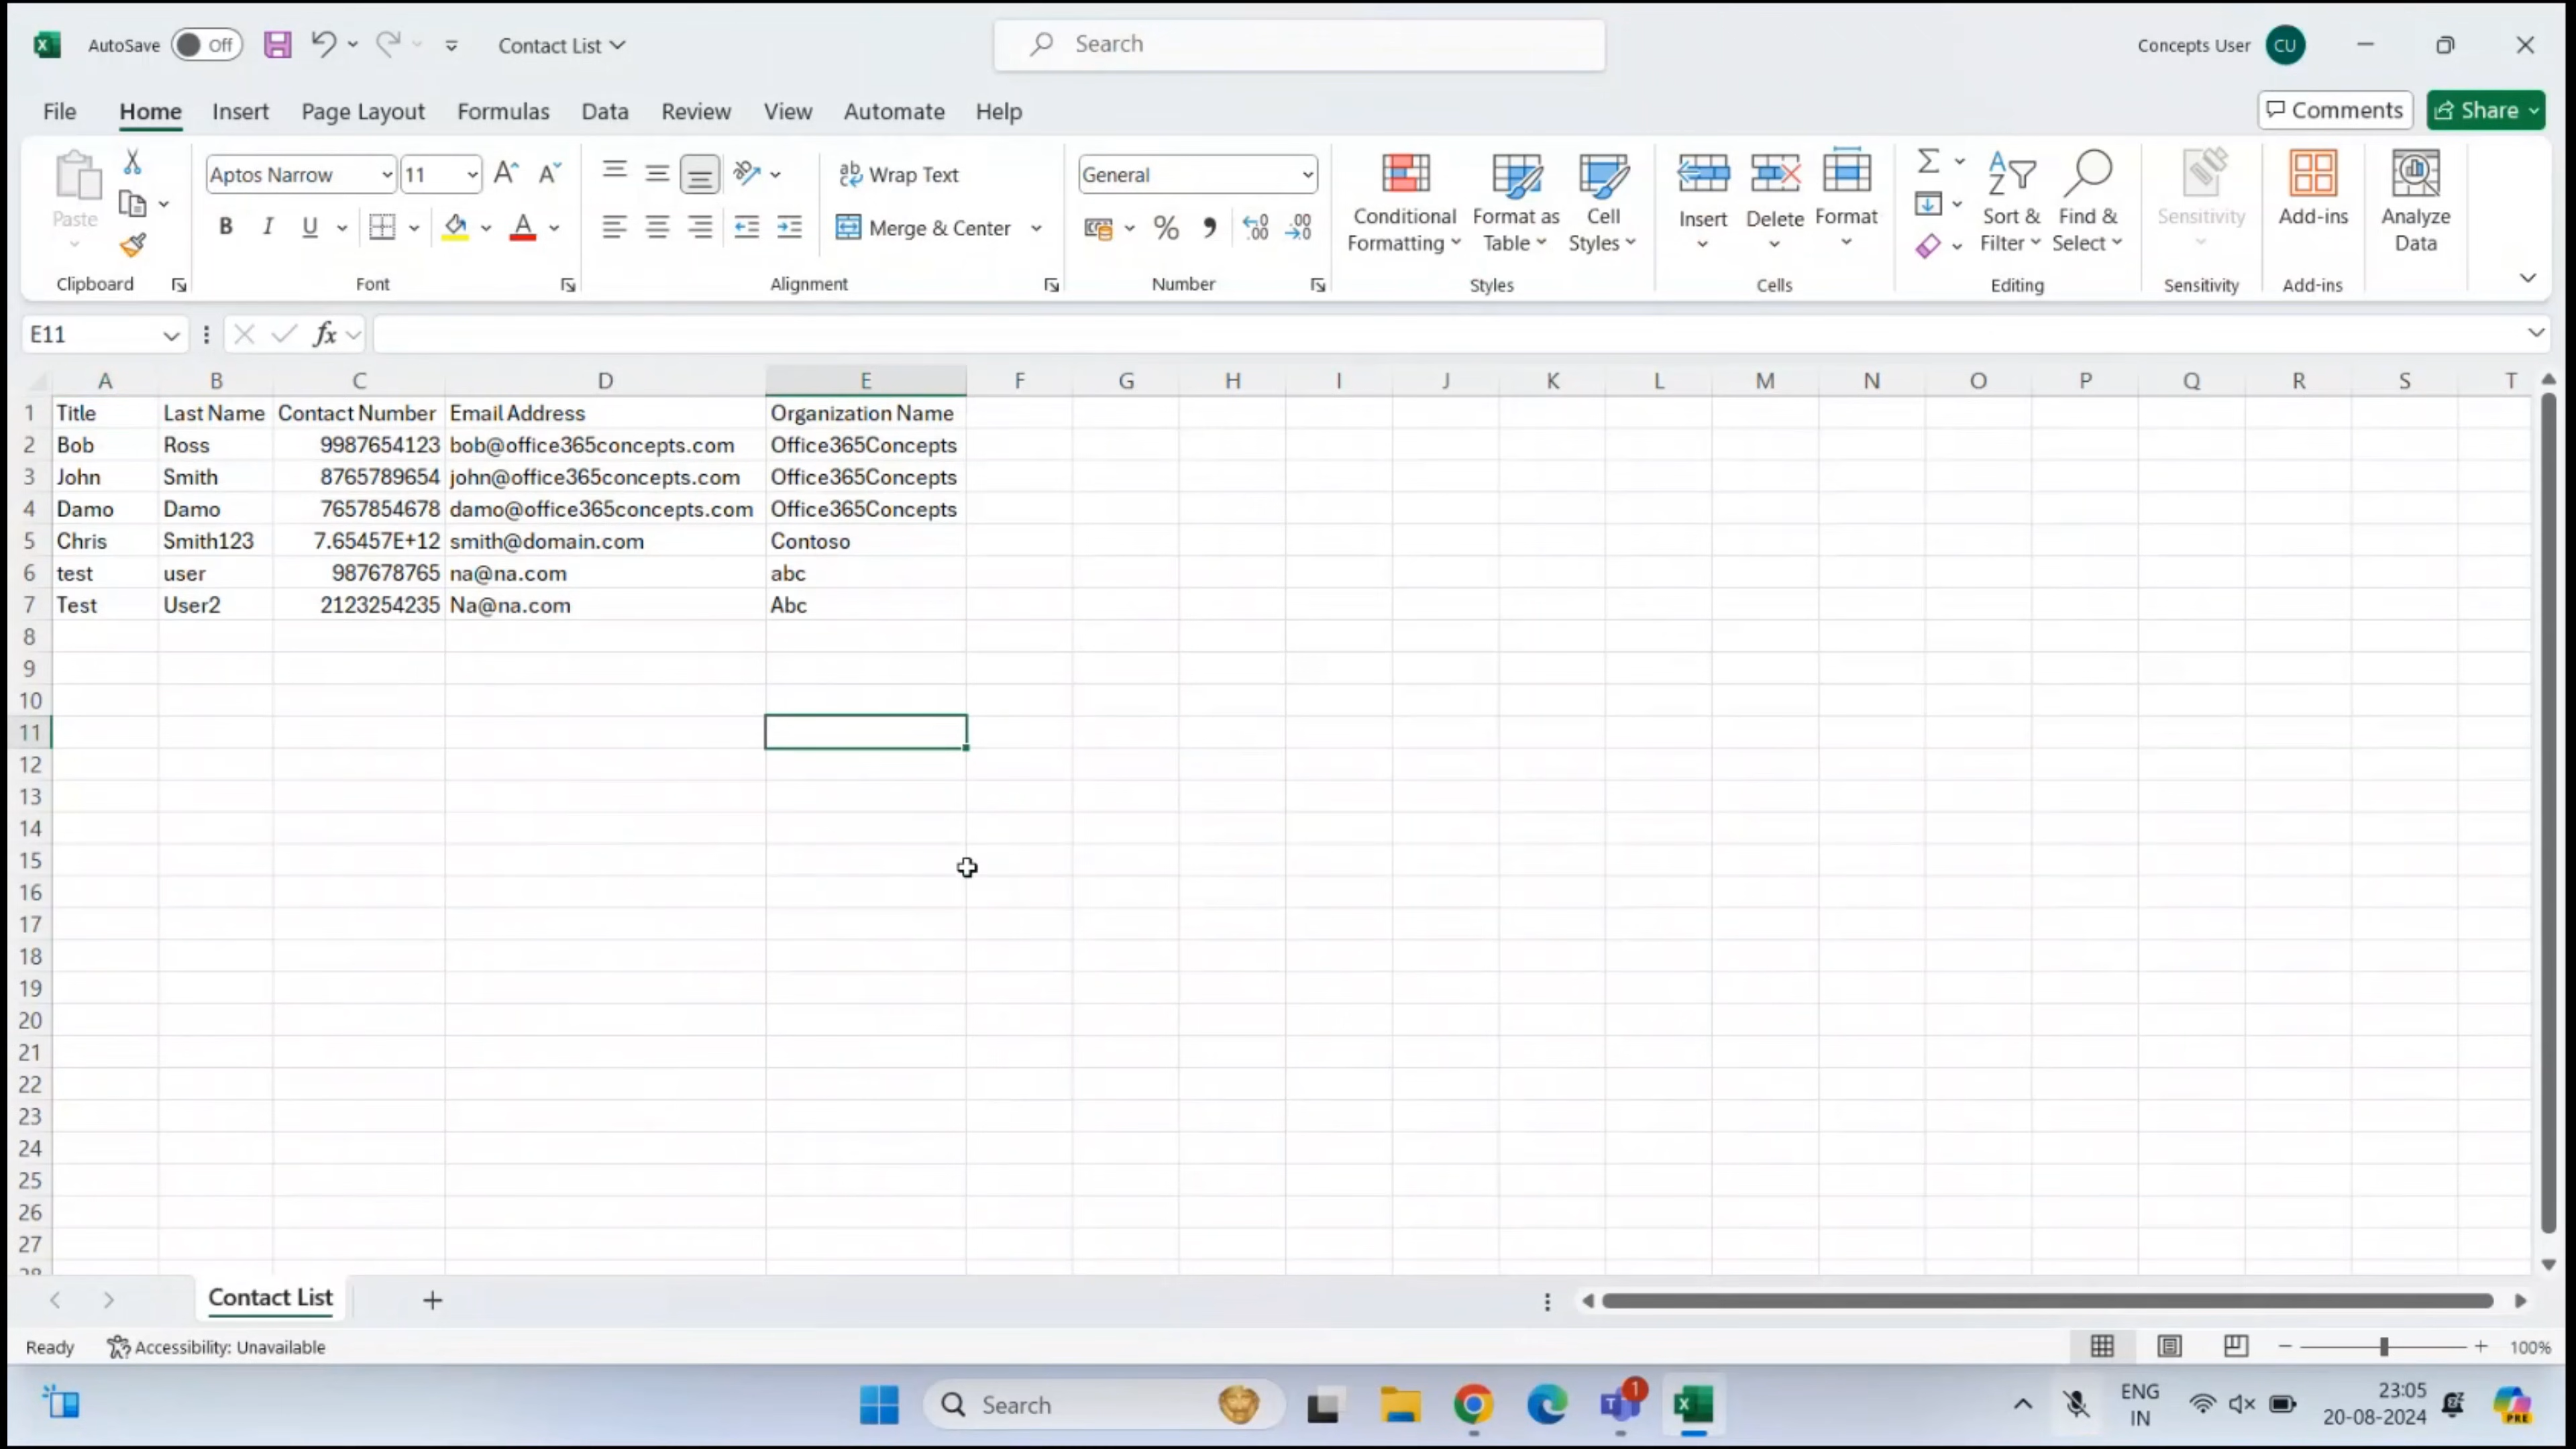 AutoSave Off Contact List Search Concepts User CU
File Home Insert Page Layout Formulas Data Review View Automate Help Comments Share
Paste
Clipboard
Aptos Narrow 11
B I U A
Font
ab Wrap Text
Merge & Center
Alignment
General
% 9 .00 .00
Number
Conditional Formatting
Format as Table
Cell Styles
Styles
Insert Delete Format
Cells
Sort & Filter
Find & Select
Editing
Sensitivity
Sensitivity
Add-ins
Add-ins
Analyze Data
E11 fx
A B C D E F G H I J K L M N O P Q R S T
1 Title Last Name Contact Number Email Address Organization Name
2 Bob Ross 9987654123 bob@office365concepts.com Office365Concepts
3 John Smith 8765789654 john@office365concepts.com Office365Concepts
4 Damo Damo 7657854678 damo@office365concepts.com Office365Concepts
5 Chris Smith123 7.65457E+12 smith@domain.com Contoso
6 test user 987678765 na@na.com abc
7 Test User2 2123254235 Na@na.com Abc
8
9
10
11
12
13
14
15
16
17
18
19
20
21
22
23
24
25
26
27
Contact List
Ready Accessibility: Unavailable 100%
Search 1 ENG IN 23:05 20-08-2024 PRE